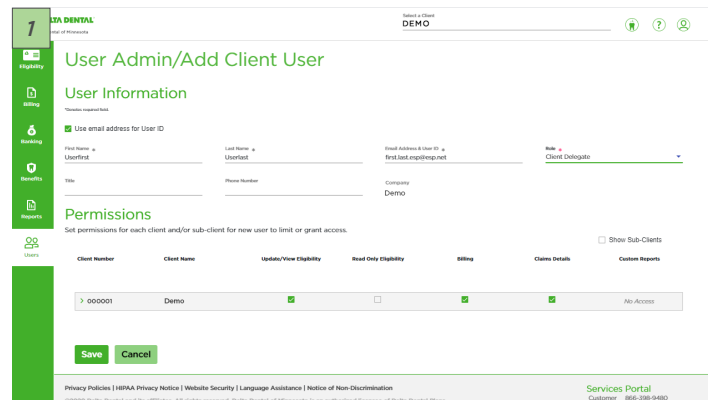 1
TA DENTAL
tal of Minnesota
Select a Client
DEMO
?
Eligibility
Billing
Banking
Benefits
Reports
Users
User Admin/Add Client User
User Information
*Denotes required field.
Use email address for User ID
First Name *
Userfirst
Last Name *
Userlast
Email Address & User ID *
first.last.esp@esp.net
Role *
Client Delegate
Title
Phone Number
Company
Demo
Permissions
Set permissions for each client and/or sub-client for new user to limit or grant access.
Show Sub-Clients
Client Number Client Name Update/View Eligibility Read Only Eligibility Billing Claims Details Custom Reports
> 000001 Demo No Access
Save Cancel
Privacy Policies | HIPAA Privacy Notice | Website Security | Language Assistance | Notice of Non-Discrimination
Services Portal
Customer 866-398-9480